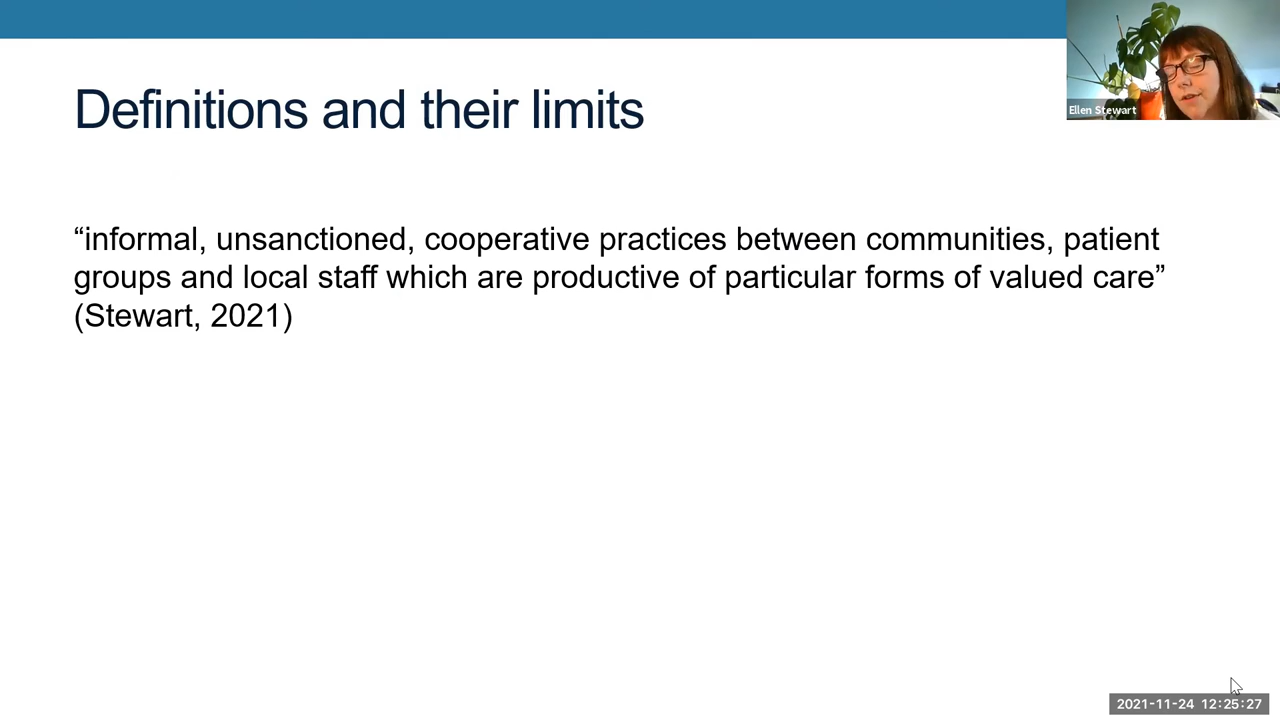 Definitions and their limits
Ellen Stewart
“informal, unsanctioned, cooperative practices between communities, patient
groups and local staff which are productive of particular forms of valued care”
(Stewart, 2021)
2021-11-24 12:25:27